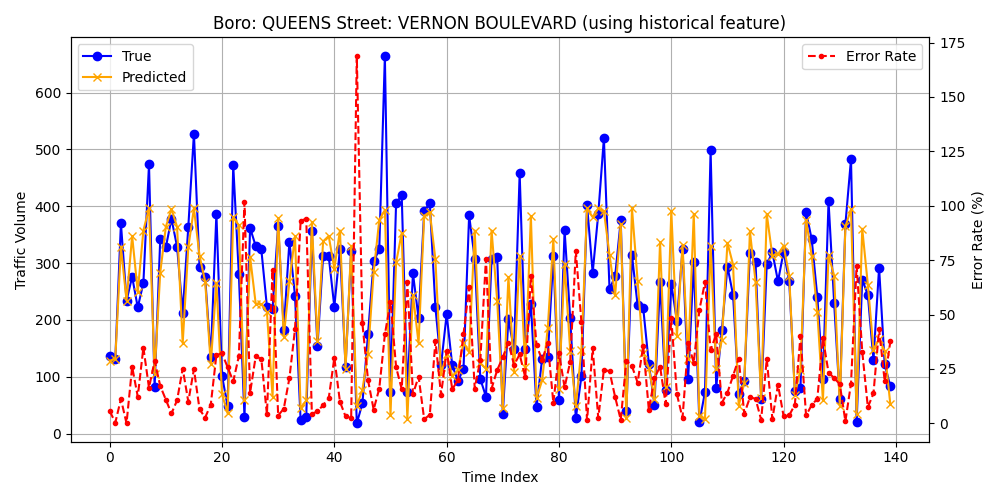 Boro: QUEENS Street: VERNON BOULEVARD (using historical feature)
True
Predicted
Error Rate
Traffic Volume
0
100
200
300
400
500
600
Error Rate (%)
0
25
50
75
100
125
150
175
0 20 40 60 80 100 120 140
Time Index